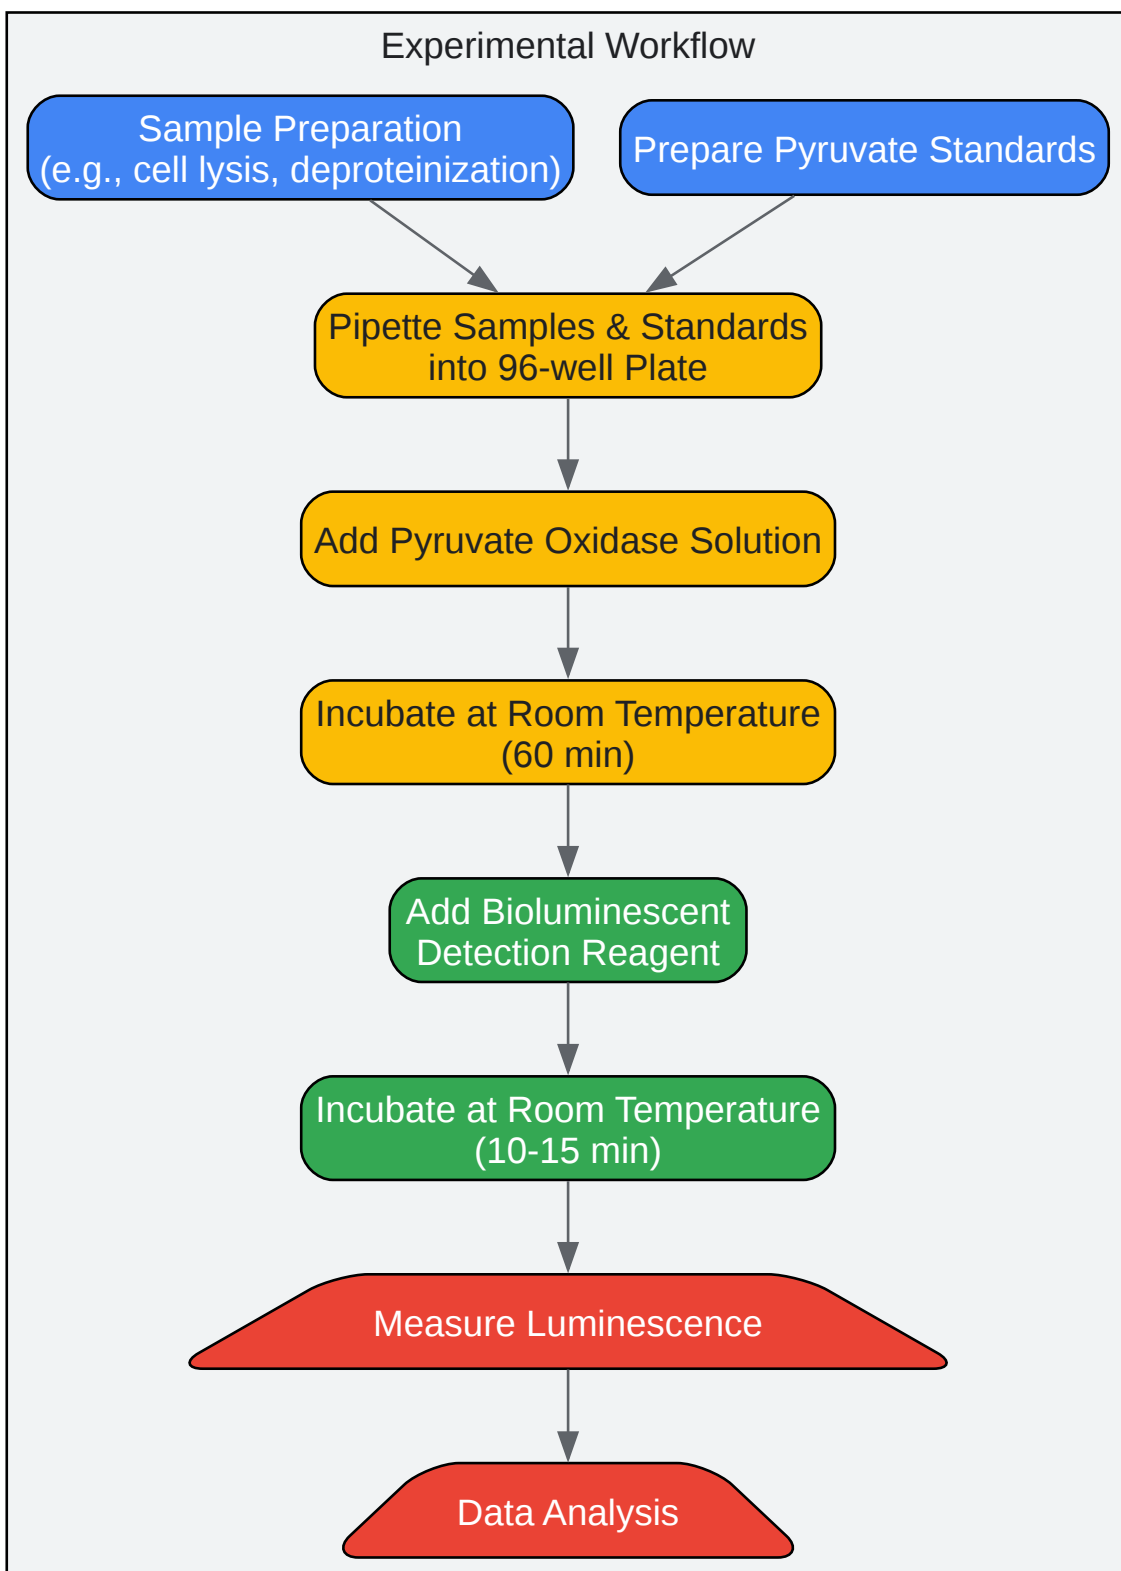 Experimental Workflow
Sample Preparation
(e.g., cell lysis, deproteinization)
Prepare Pyruvate Standards
Pipette Samples & Standards
into 96-well Plate
Add Pyruvate Oxidase Solution
Incubate at Room Temperature
(60 min)
Add Bioluminescent
Detection Reagent
Incubate at Room Temperature
(10-15 min)
Measure Luminescence
Data Analysis